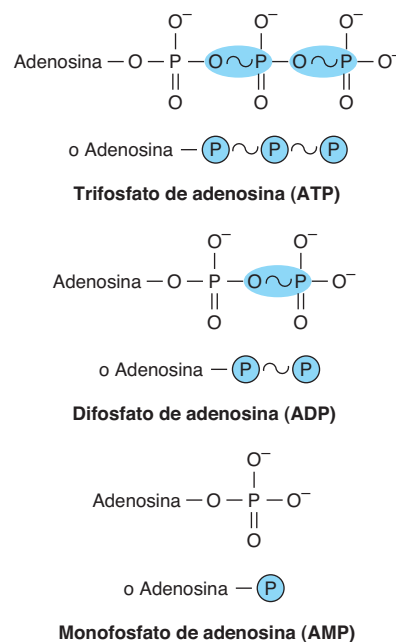 O⁻ O⁻ O⁻
Adenosina — O — P — O ~ P — O ~ P — O⁻
O O O
o Adenosina — P ~ P ~ P
Trifosfato de adenosina (ATP)
O⁻ O⁻
Adenosina — O — P — O ~ P — O⁻
O O
o Adenosina — P ~ P
Difosfato de adenosina (ADP)
O⁻
Adenosina — O — P — O⁻
O
o Adenosina — P
Monofosfato de adenosina (AMP)